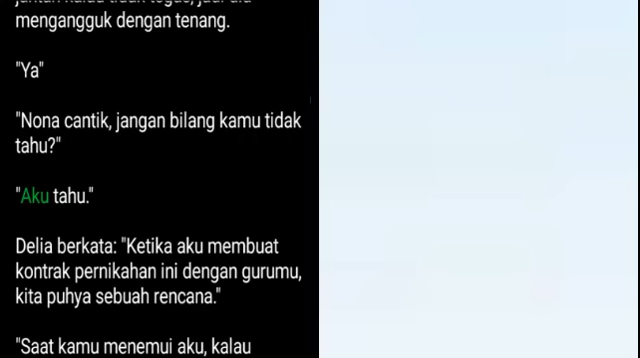 mengangguk dengan tenang.
"Ya"
"Nona cantik, jangan bilang kamu tidak
tahu?"
"Aku tahu."
Delia berkata: "Ketika aku membuat
kontrak pernikahan ini dengan gurumu,
kita puhya sebuah rencana."
"Saat kamu menemui aku, kalau